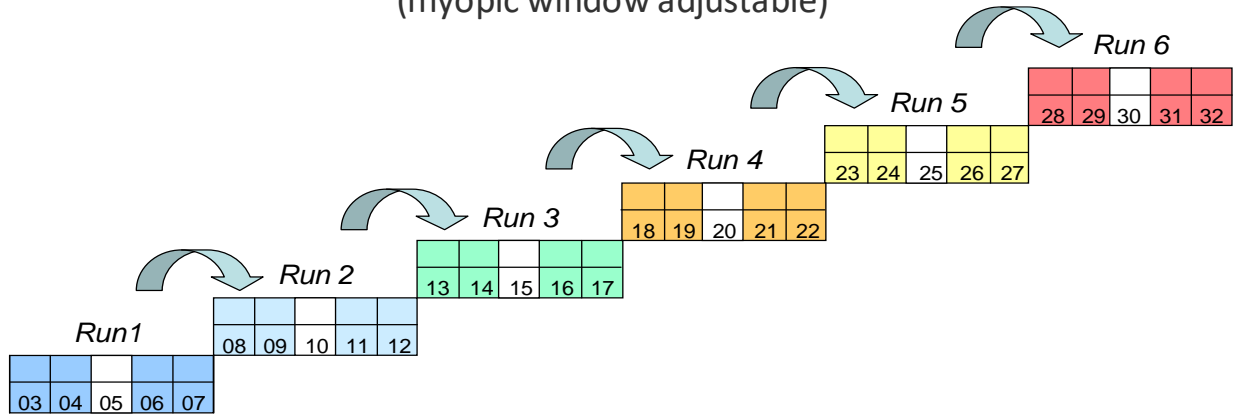 (myopic window adjustable)
Run 6
28 29 30 31 32
Run 5
23 24 25 26 27
Run 4
18 19 20 21 22
Run 3
13 14 15 16 17
Run 2
08 09 10 11 12
Run1
03 04 05 06 07